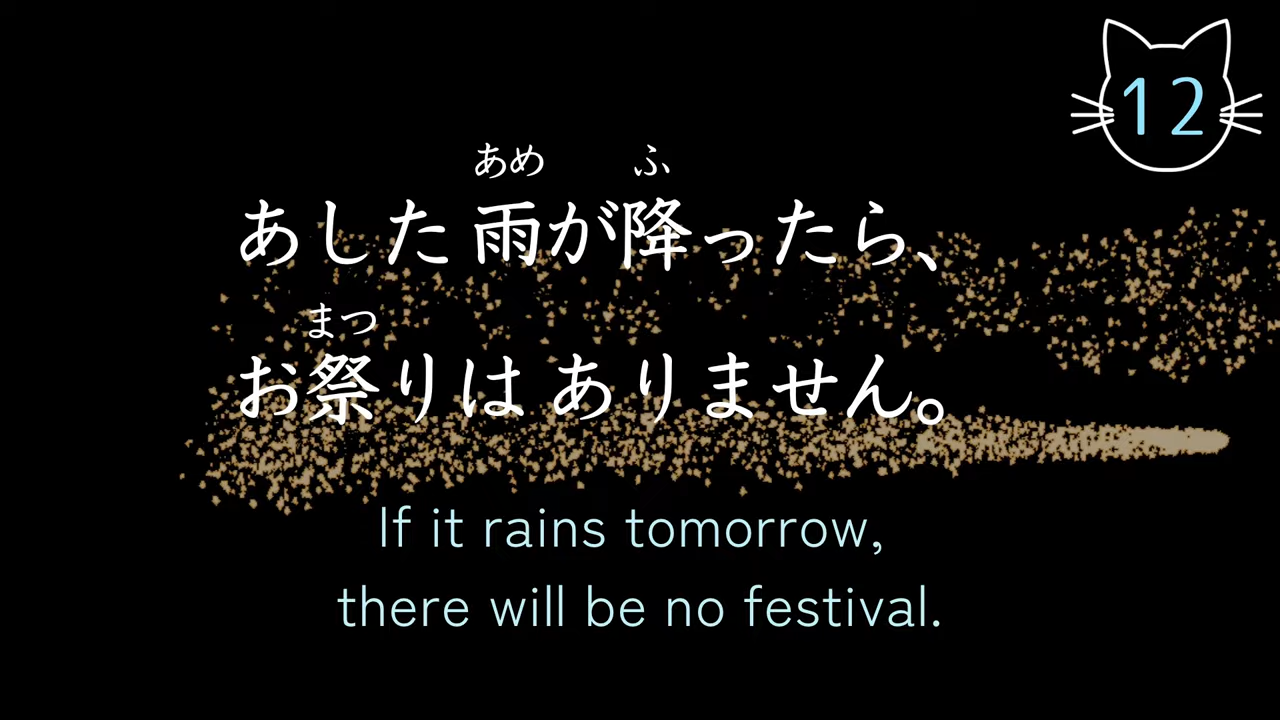 12
あめ ふ
あした 雨が降ったら、
まつ
お祭りは ありません。
If it rains tomorrow,
there will be no festival.